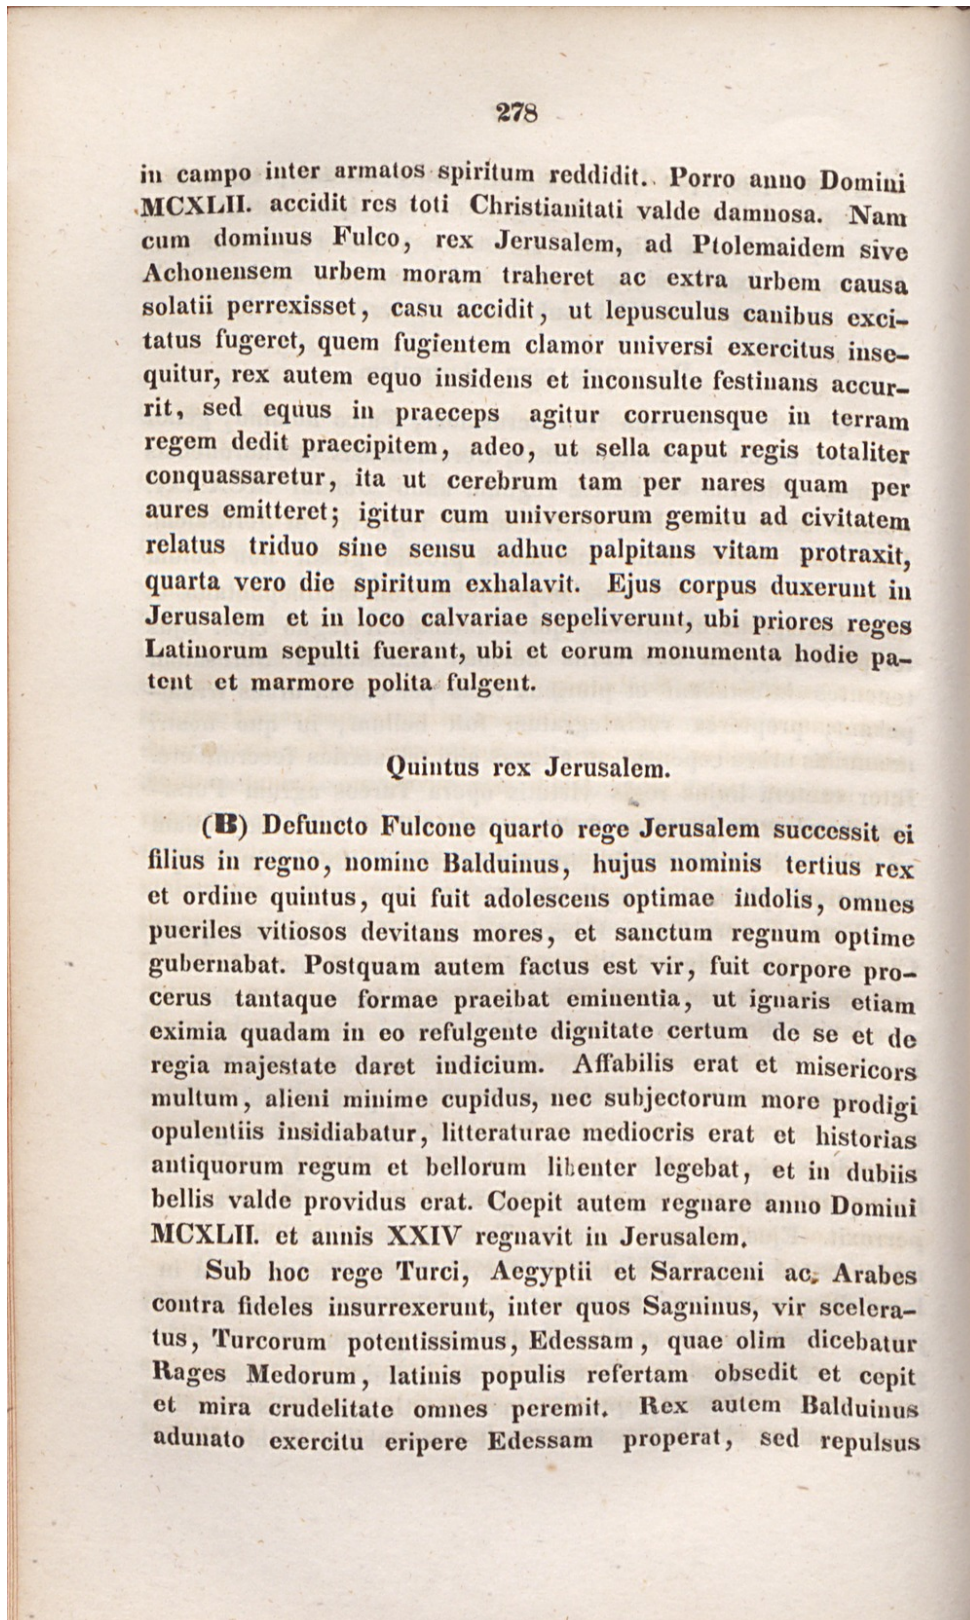 278
in campo inter armatos spiritum reddidit. Porro anno Domini
MCXLII. accidit res toti Christianitati valde damnosa. Nam
cum dominus Fulco, rex Jerusalem, ad Ptolemaidem sive
Achonensem urbem moram traheret ac extra urbem causa
solatii perrexisset, casu accidit, ut lepusculus canibus exci-
tatus fugeret, quem fugientem clamor universi exercitus inse-
quitur, rex autem equo insidens et inconsulte festinans accur-
rit, sed equus in praeceps agitur corruensque in terram
regem dedit praecipitem, adeo, ut sella caput regis totaliter
conquassaretur, ita ut cerebrum tam per nares quam per
aures emitteret; igitur cum universorum gemitu ad civitatem
relatus triduo sine sensu adhuc palpitans vitam protraxit,
quarta vero die spiritum exhalavit. Ejus corpus duxerunt in
Jerusalem et in loco calvariae sepeliverunt, ubi priores reges
Latinorum sepulti fuerant, ubi et eorum monumenta hodie pa-
tent et marmore polita fulgent.
Quintus rex Jerusalem.
(B) Defuncto Fulcone quarto rege Jerusalem successit ei
filius in regno, nomine Balduinus, hujus nominis tertius rex
et ordine quintus, qui fuit adolescens optimae indolis, omnes
pueriles vitiosos devitans mores, et sanctum regnum optime
gubernabat. Postquam autem factus est vir, fuit corpore pro-
cerus tantaque formae praeibat eminentia, ut ignaris etiam
eximia quadam in eo refulgente dignitate certum de se et de
regia majestate daret indicium. Affabilis erat et misericors
multum, alieni minime cupidus, nec subjectorum more prodigi
opulentiis insidiabatur, litteraturae mediocris erat et historias
antiquorum regum et bellorum libenter legebat, et in dubiis
bellis valde providus erat. Coepit autem regnare anno Domini
MCXLII. et annis XXIV regnavit in Jerusalem.
Sub hoc rege Turci, Aegyptii et Sarraceni ac Arabes
contra fideles insurrexerunt, inter quos Sagninus, vir scelera-
tus, Turcorum potentissimus, Edessam, quae olim dicebatur
Rages Medorum, latinis populis refertam obsedit et cepit
et mira crudelitate omnes peremit. Rex autem Balduinus
adunato exercitu eripere Edessam properat, sed repulsus